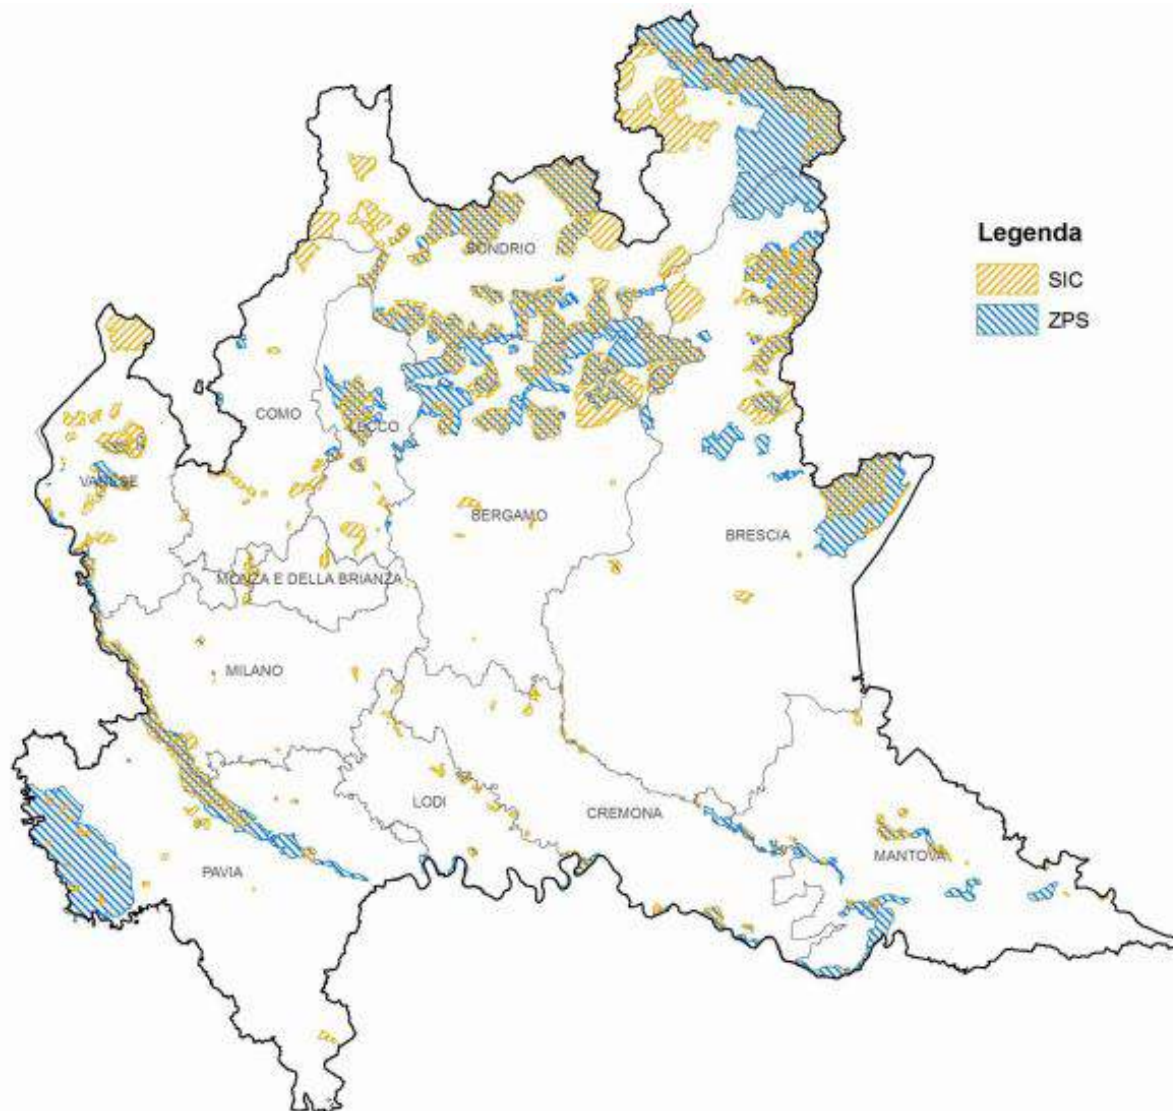 SONDRIO
Legenda
SIC
ZPS
COMO
LECCO
VARESE
BERGAMO
BRESCIA
MONZA E DELLA BRIANZA
MILANO
LODI
CREMONA
MANTOVA
PAVIA